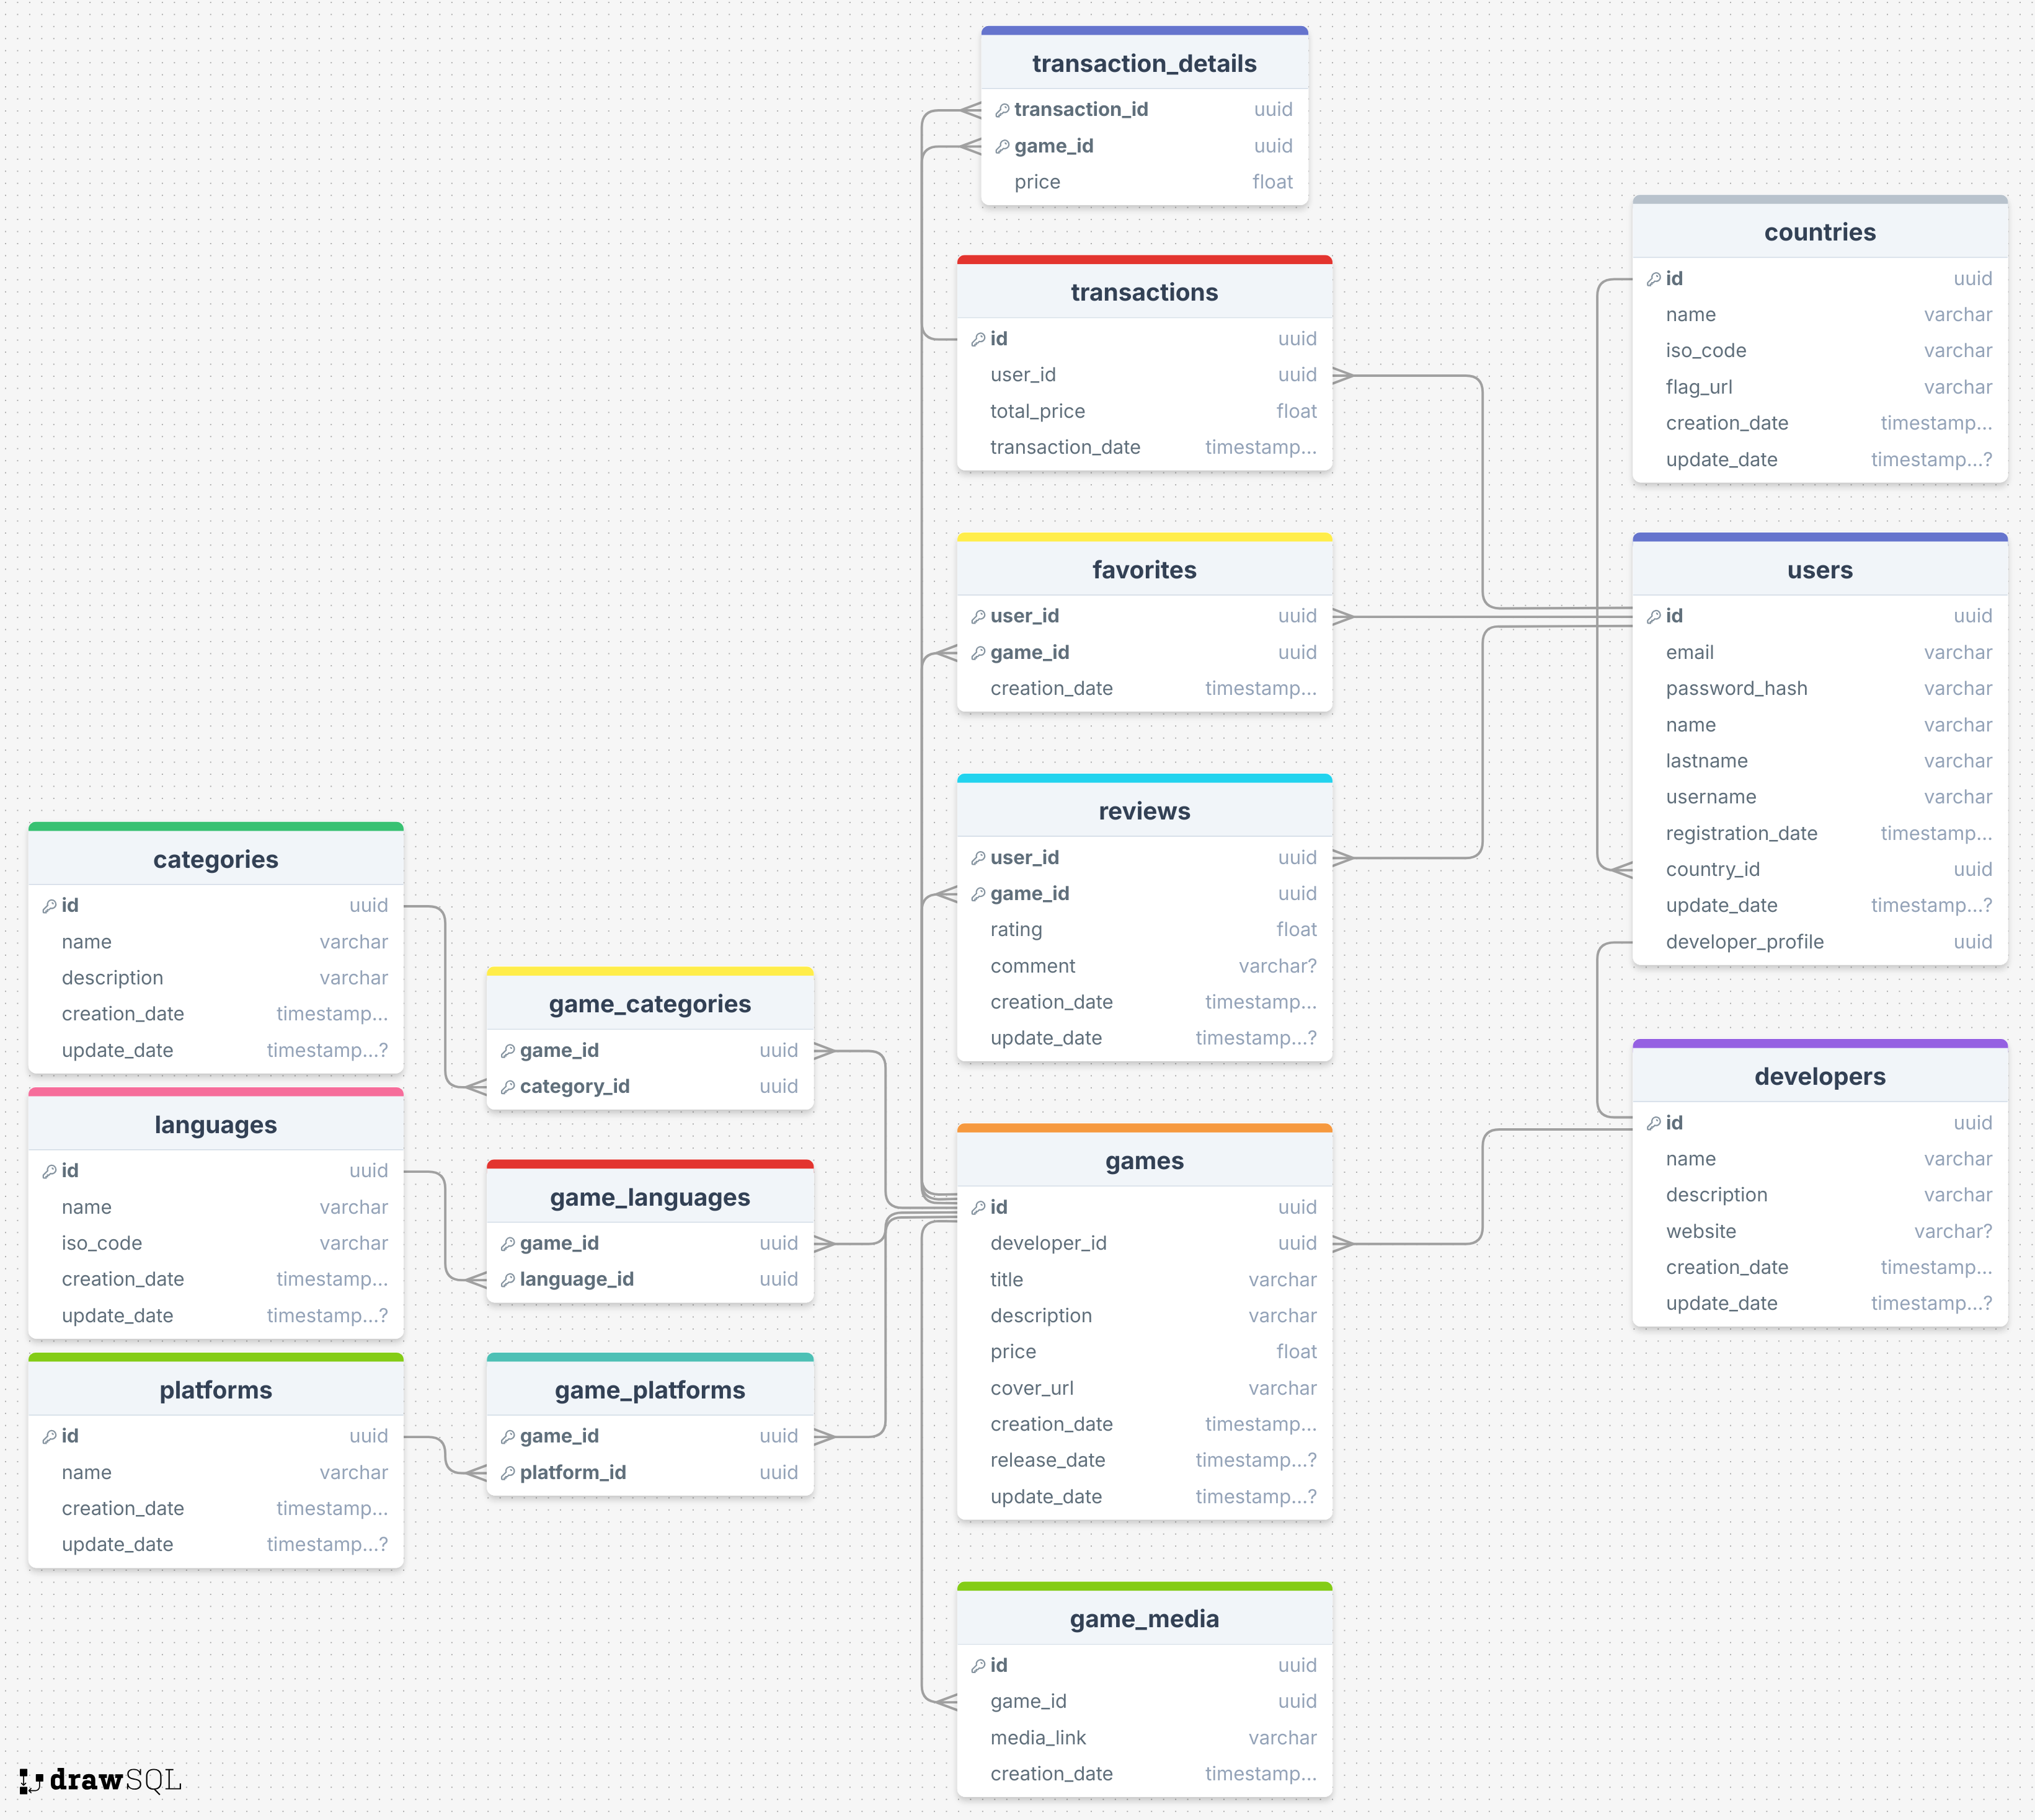 transaction_details
transaction_id uuid
game_id uuid
price float
transactions
id uuid
user_id uuid
total_price float
transaction_date timestamp...
countries
id uuid
name varchar
iso_code varchar
flag_url varchar
creation_date timestamp...
update_date timestamp...?
favorites
user_id uuid
game_id uuid
creation_date timestamp...
users
id uuid
email varchar
password_hash varchar
name varchar
lastname varchar
username varchar
registration_date timestamp...
country_id uuid
update_date timestamp...?
developer_profile uuid
reviews
user_id uuid
game_id uuid
rating float
comment varchar?
creation_date timestamp...
update_date timestamp...?
categories
id uuid
name varchar
description varchar
creation_date timestamp...
update_date timestamp...?
game_categories
game_id uuid
category_id uuid
developers
id uuid
name varchar
description varchar
website varchar?
creation_date timestamp...
update_date timestamp...?
languages
id uuid
name varchar
iso_code varchar
creation_date timestamp...
update_date timestamp...?
game_languages
game_id uuid
language_id uuid
games
id uuid
developer_id uuid
title varchar
description varchar
price float
cover_url varchar
creation_date timestamp...
release_date timestamp...?
update_date timestamp...?
platforms
id uuid
name varchar
creation_date timestamp...
update_date timestamp...?
game_platforms
game_id uuid
platform_id uuid
game_media
id uuid
game_id uuid
media_link varchar
creation_date timestamp...
drawSQL